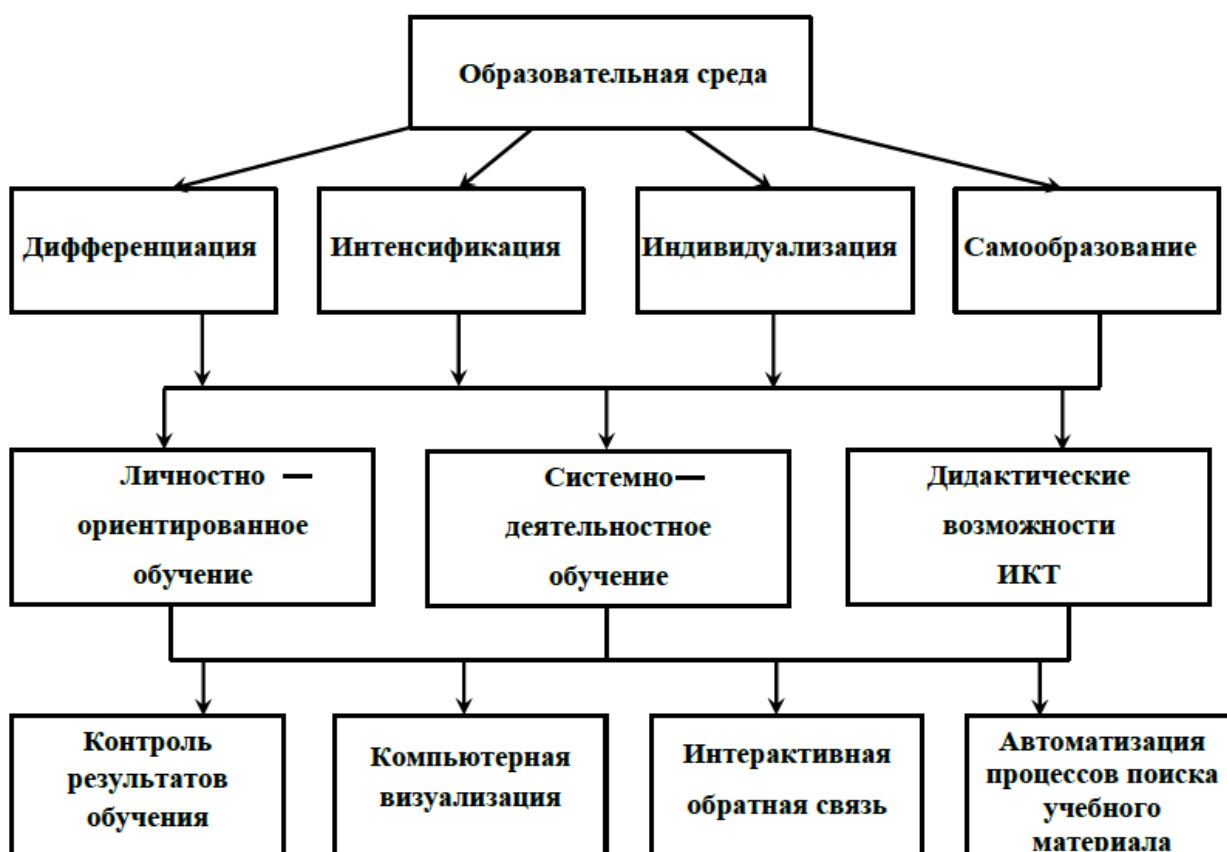 Образовательная среда
Дифференциация
Интенсификация
Индивидуализация
Самообразование
Личностно —
ориентированное
обучение
Системно—
деятельностное
обучение
Дидактические
возможности
ИКТ
Контроль
результатов
обучения
Компьютерная
визуализация
Интерактивная
обратная связь
Автоматизация
процессов поиска
учебного
материала